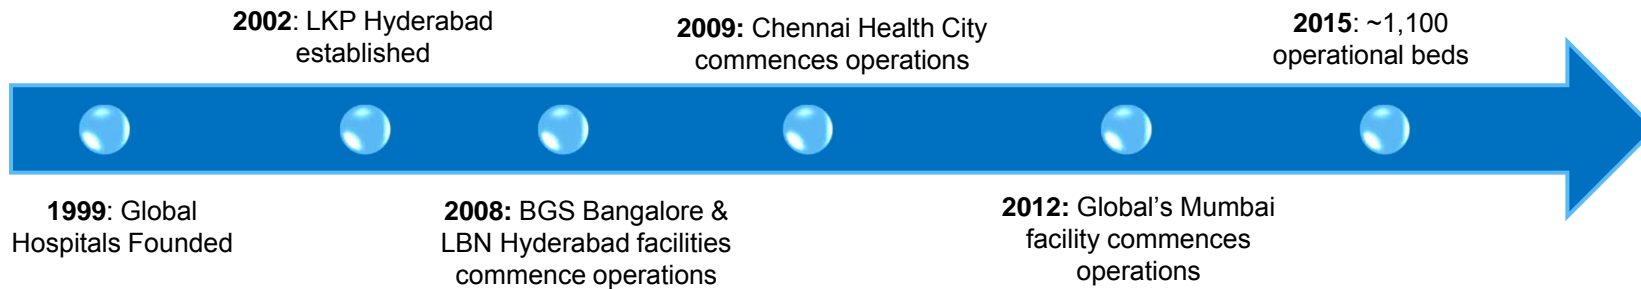 1999: Global
Hospitals Founded
2002: LKP Hyderabad
established
2008: BGS Bangalore &
LBN Hyderabad facilities
commence operations
2009: Chennai Health City
commences operations
2012: Global’s Mumbai
facility commences
operations
2015: ~1,100
operational beds